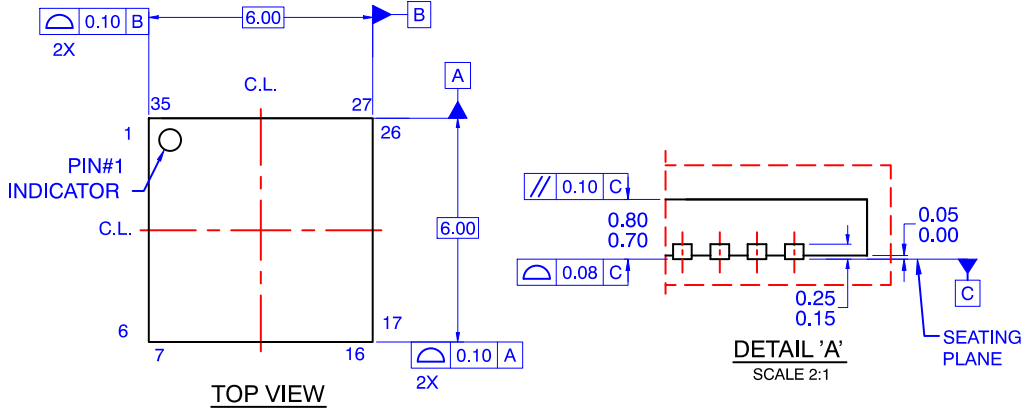 0.10 B
2X
6.00
B
C.L.
A
35
27
1
26
PIN#1
INDICATOR
C.L.
6.00
6
7
16
17
0.10 A
2X
TOP VIEW
// 0.10 C
0.80
0.70
0.08 C
0.05
0.00
0.25
0.15
C
SEATING
PLANE
DETAIL 'A'
SCALE 2:1